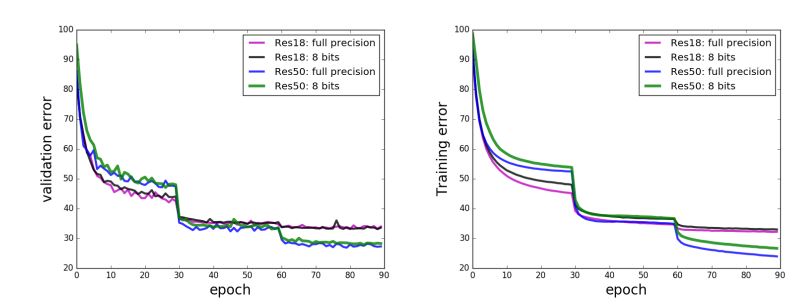 100
90
80
70
60
50
40
30
20
validation error
0 10 20 30 40 50 60 70 80 90
epoch
Res18: full precision
Res18: 8 bits
Res50: full precision
Res50: 8 bits
100
90
80
70
60
50
40
30
20
Training error
0 10 20 30 40 50 60 70 80 90
epoch
Res18: full precision
Res18: 8 bits
Res50: full precision
Res50: 8 bits